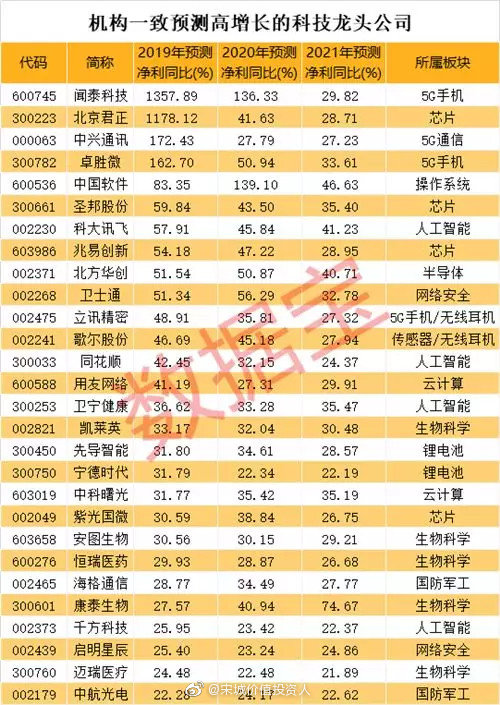 机构一致预测高增长的科技龙头公司
代码 简称 2019年预测净利同比(%) 2020年预测净利同比(%) 2021年预测净利同比(%) 所属板块
600745 闻泰科技 1357.89 136.33 29.82 5G手机
300223 北京君正 1178.12 41.63 28.71 芯片
000063 中兴通讯 172.43 27.79 27.23 5G通信
300782 卓胜微 162.70 50.94 33.61 5G手机
600536 中国软件 83.35 139.10 46.63 操作系统
300661 圣邦股份 59.84 43.50 35.40 芯片
002230 科大讯飞 57.91 45.84 41.23 人工智能
603986 兆易创新 54.18 47.22 28.95 芯片
002371 北方华创 51.54 50.87 40.71 半导体
002268 卫士通 51.34 56.29 32.78 网络安全
002475 立讯精密 48.91 35.81 27.32 5G手机/无线耳机
002241 歌尔股份 46.69 45.18 27.94 传感器/无线耳机
300033 同花顺 42.45 32.15 24.37 人工智能
600588 用友网络 41.19 27.31 29.91 云计算
300253 卫宁健康 36.62 33.28 35.47 人工智能
002821 凯莱英 33.17 32.04 30.48 生物科学
300450 先导智能 31.80 34.61 28.57 锂电池
300750 宁德时代 31.79 22.34 22.19 锂电池
603019 中科曙光 31.77 35.42 35.19 云计算
002049 紫光国微 30.59 38.84 26.75 芯片
603658 安图生物 30.56 30.15 29.21 生物科学
600276 恒瑞医药 29.93 28.87 26.68 生物科学
002465 海格通信 28.77 34.49 27.77 国防军工
300601 康泰生物 27.57 40.94 74.67 生物科学
002373 千方科技 25.95 23.42 22.37 人工智能
002439 启明星辰 25.40 23.24 24.86 网络安全
300760 迈瑞医疗 24.48 22.48 21.89 生物科学
002179 中航光电 22.28 24.17 22.62 国防军工
数据宝
@宋城价值投资人